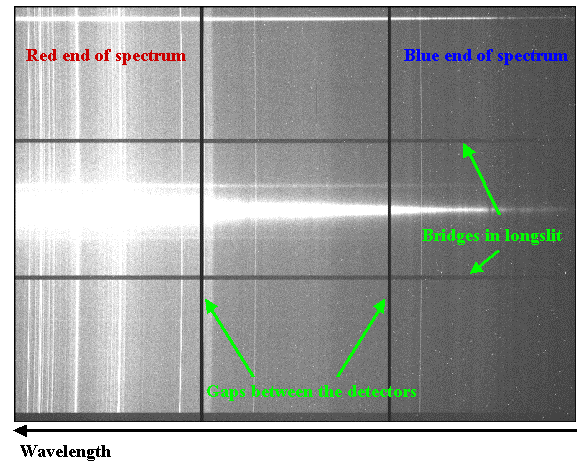 Red end of spectrum
Blue end of spectrum
Bridges in longslit
Gaps between the detectors
Wavelength